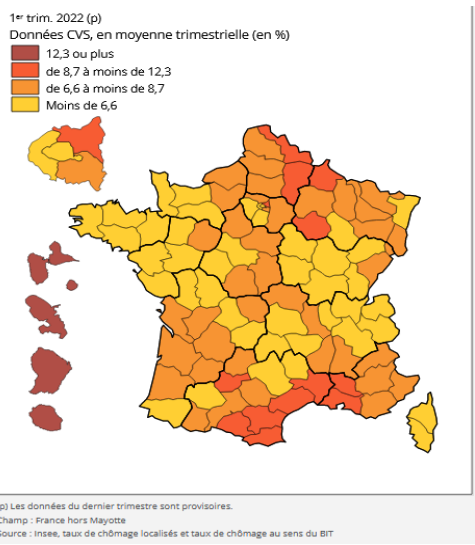 1er trim. 2022 (p)
Données CVS, en moyenne trimestrielle (en %)
12,3 ou plus
de 8,7 à moins de 12,3
de 6,6 à moins de 8,7
Moins de 6,6
(p) Les données du dernier trimestre sont provisoires.
Champ : France hors Mayotte
Source : Insee, taux de chômage localisés et taux de chômage au sens du BIT